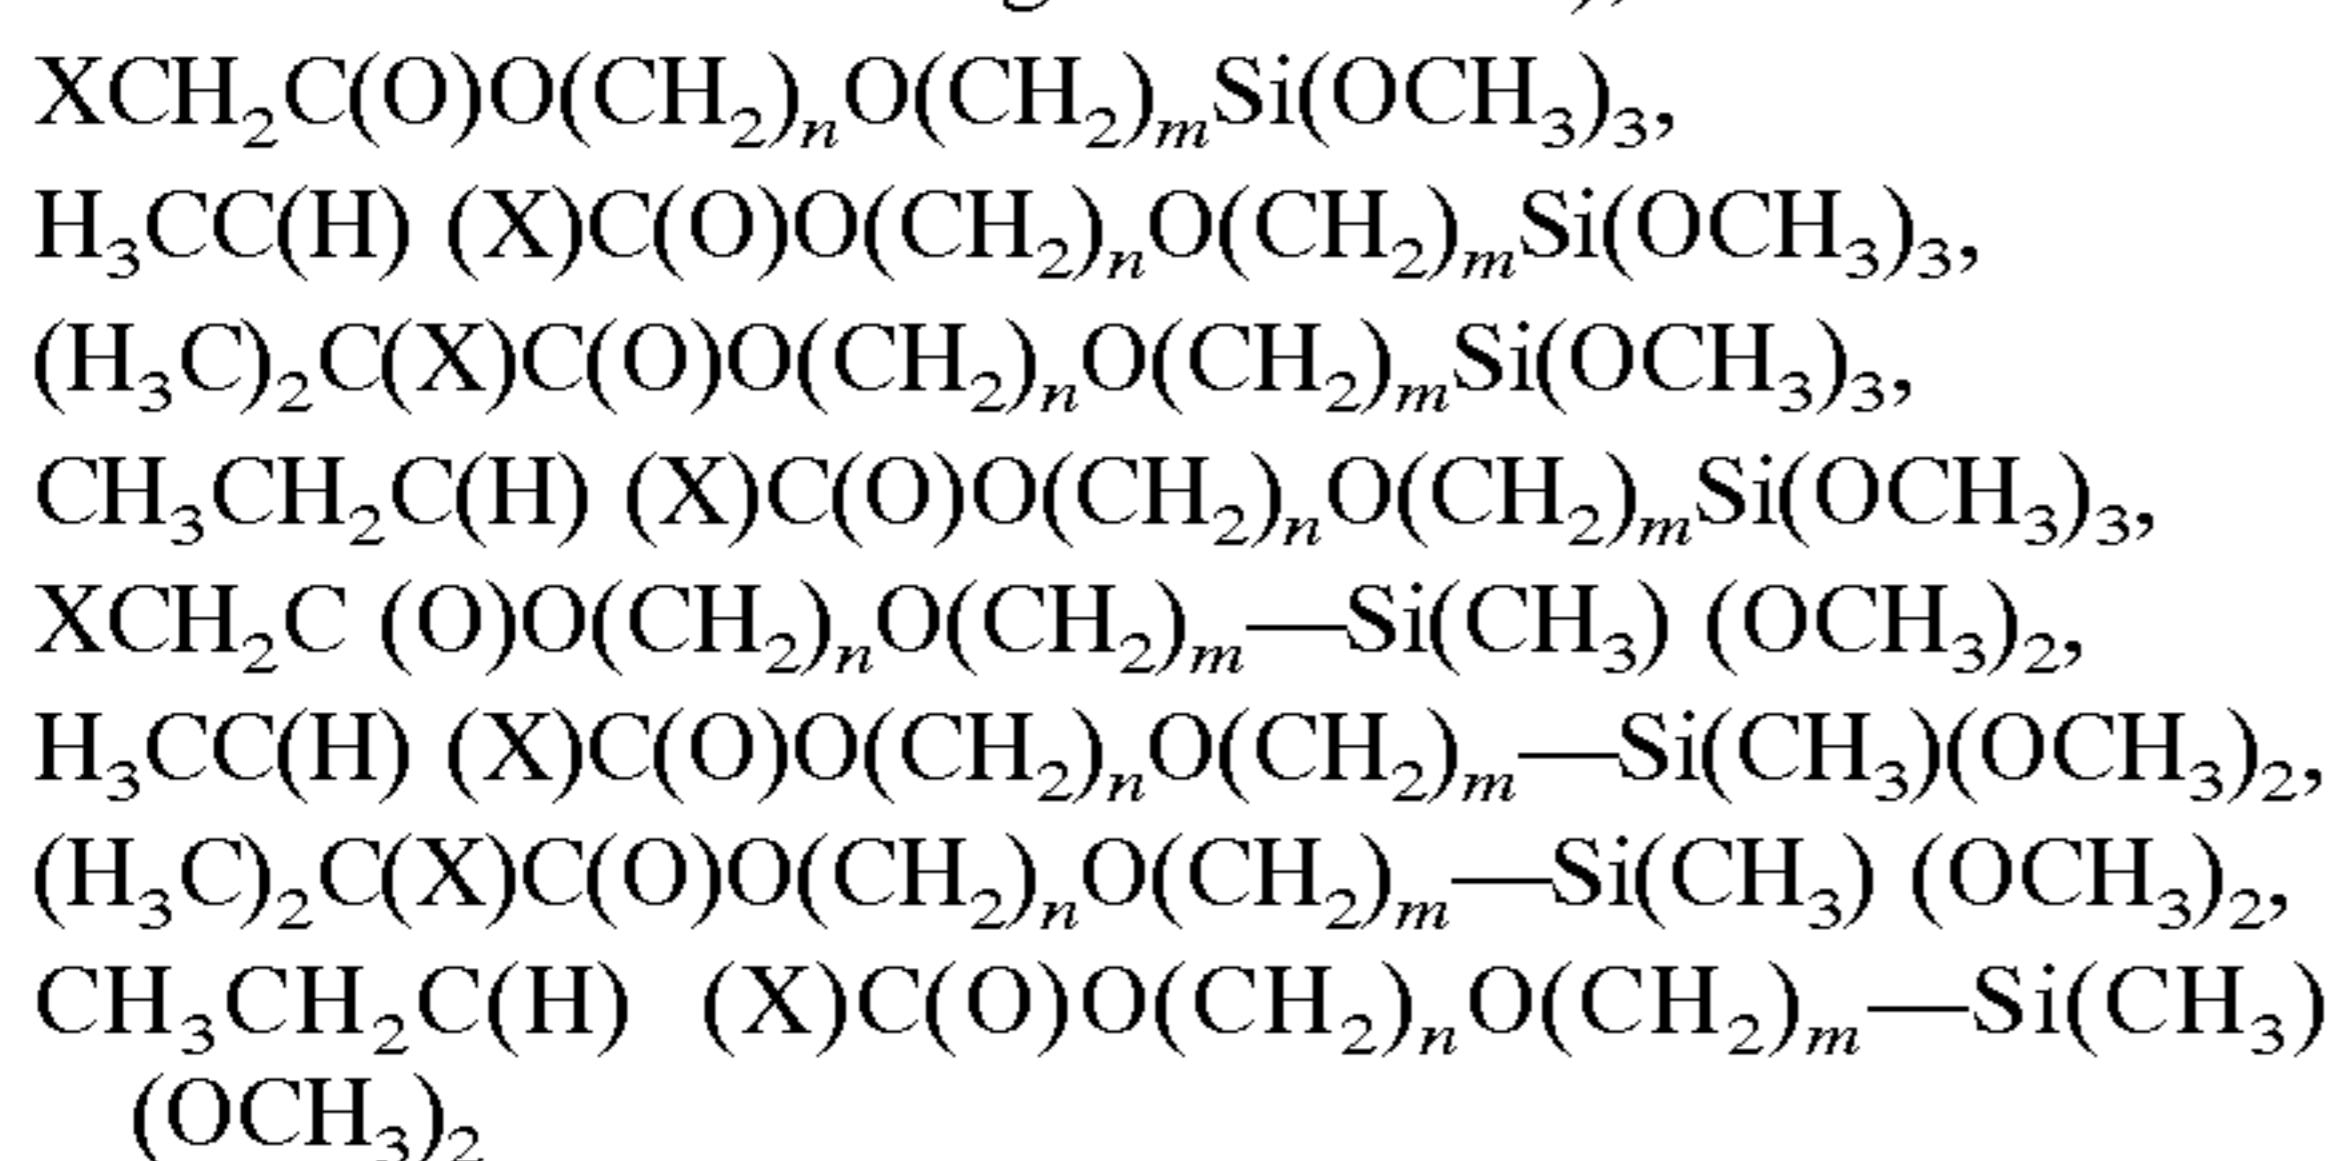 XCH₂C(O)O(CH₂)ₙO(CH₂)ₘSi(OCH₃)₃,
H₃CC(H) (X)C(O)O(CH₂)ₙO(CH₂)ₘSi(OCH₃)₃,
(H₃C)₂C(X)C(O)O(CH₂)ₙO(CH₂)ₘSi(OCH₃)₃,
CH₃CH₂C(H) (X)C(O)O(CH₂)ₙO(CH₂)ₘSi(OCH₃)₃,
XCH₂C (O)O(CH₂)ₙO(CH₂)ₘ—Si(CH₃) (OCH₃)₂,
H₃CC(H) (X)C(O)O(CH₂)ₙO(CH₂)ₘ—Si(CH₃)(OCH₃)₂,
(H₃C)₂C(X)C(O)O(CH₂)ₙO(CH₂)ₘ—Si(CH₃) (OCH₃)₂,
CH₃CH₂C(H) (X)C(O)O(CH₂)ₙO(CH₂)ₘ—Si(CH₃)
(OCH₃)₂